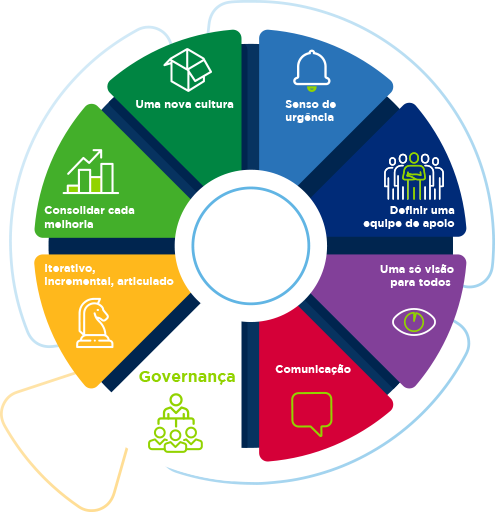 Uma nova cultura
Senso de
urgência
Definir uma
equipe de apoio
Uma só visão
para todos
Comunicação
Governança
Iterativo,
Incremental, articulado
Consolidar cada
melhoria